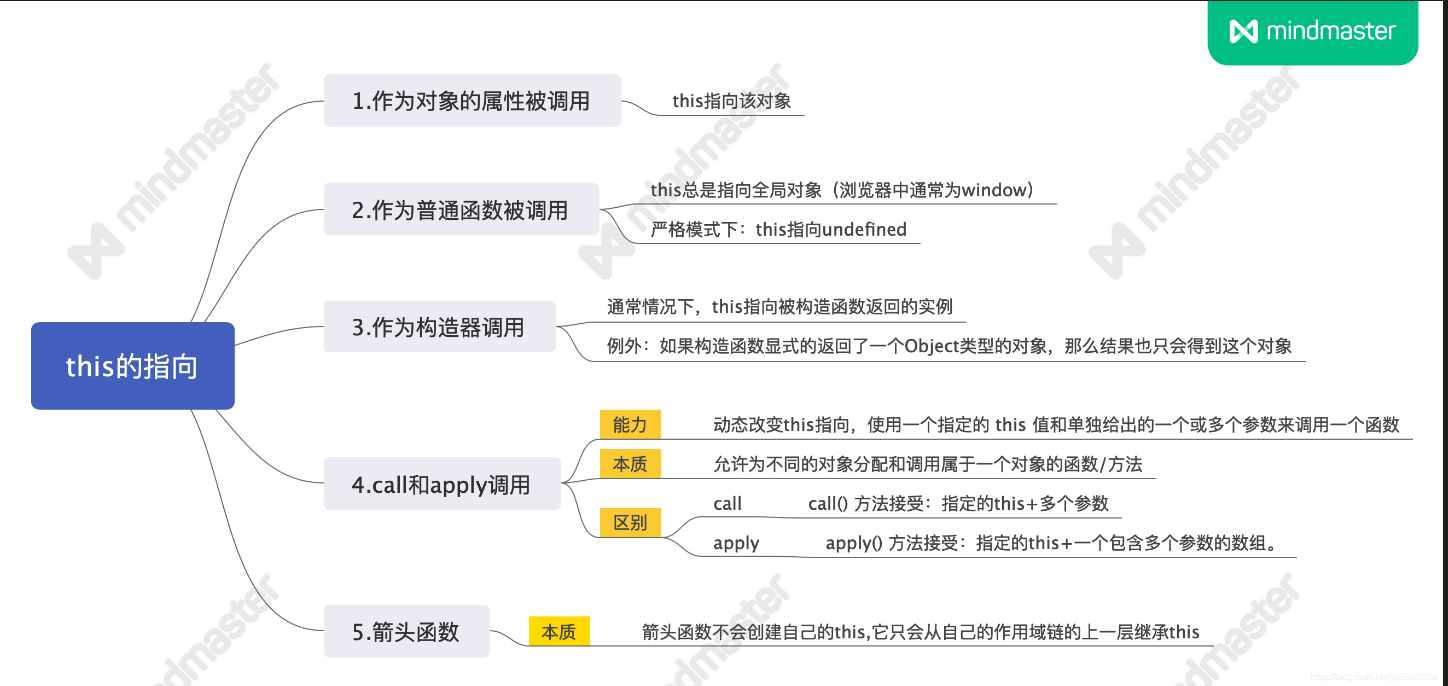 mindmaster
1.作为对象的属性被调用
this指向该对象
2.作为普通函数被调用
this总是指向全局对象（浏览器中通常为window）
严格模式下：this指向undefined
3.作为构造器调用
通常情况下，this指向被构造函数返回的实例
例外：如果构造函数显式的返回了一个Object类型的对象，那么结果也只会得到这个对象
this的指向
4.call和apply调用
能力
动态改变this指向，使用一个指定的 this 值和单独给出的一个或多个参数来调用一个函数
本质
允许为不同的对象分配和调用属于一个对象的函数/方法
区别
call
call() 方法接受：指定的this+多个参数
apply
apply() 方法接受：指定的this+一个包含多个参数的数组。
5.箭头函数
本质
箭头函数不会创建自己的this,它只会从自己的作用域链的上一层继承this
mindmaster
mindmaster
mindmaster
mindmaster
mindmaster
mindmaster